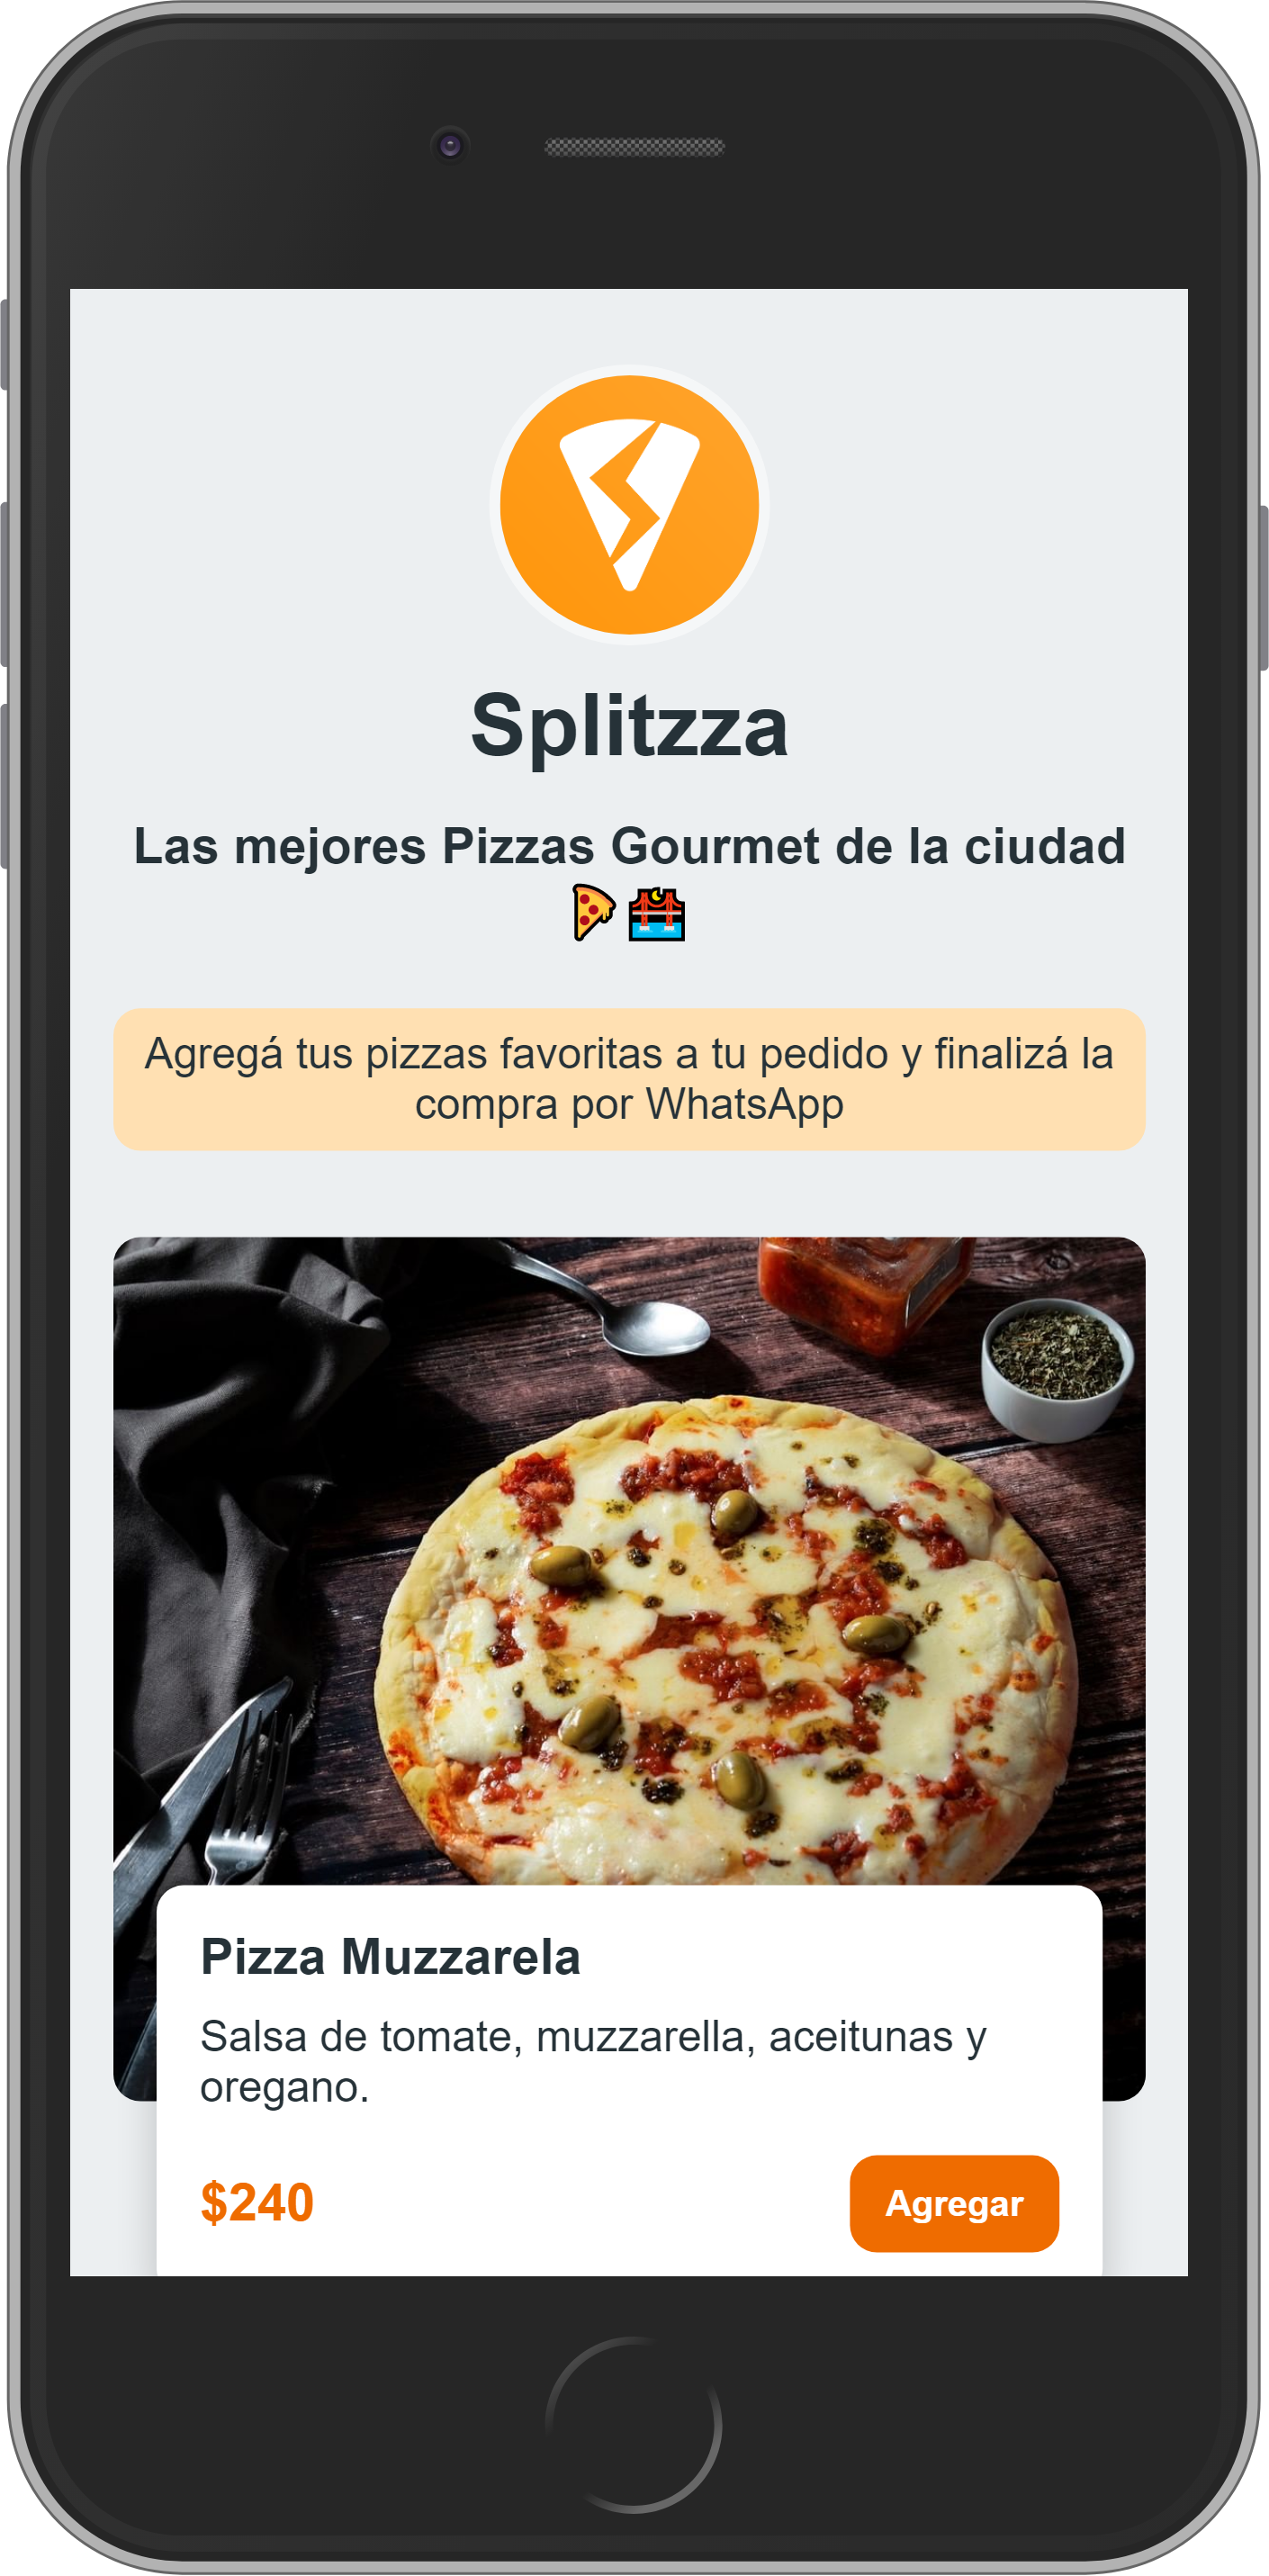 Splitzza
Las mejores Pizzas Gourmet de la ciudad
🍕🌉
Agregá tus pizzas favoritas a tu pedido y finalizá la
compra por WhatsApp
Pizza Muzzarela
Salsa de tomate, muzzarella, aceitunas y
oregano.
$240
Agregar